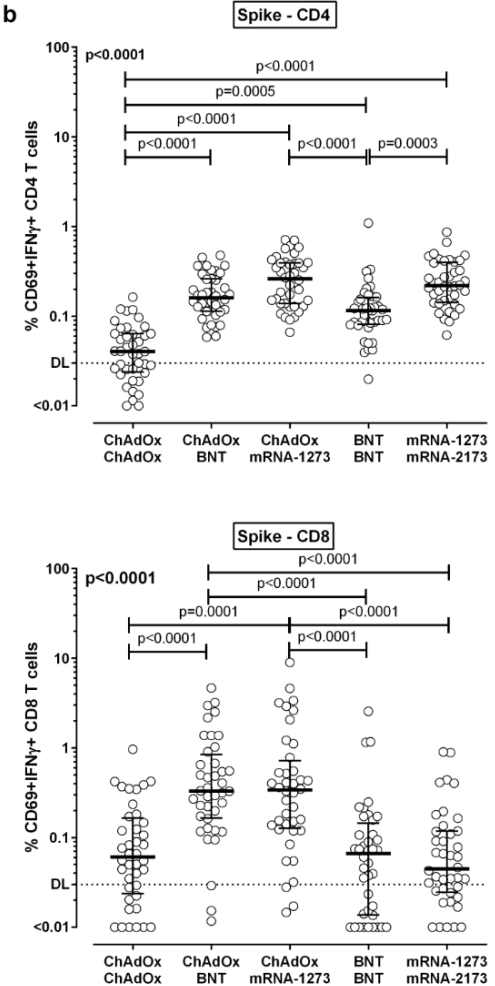 b
Spike - CD4
100
p<0.0001
p<0.0001
p=0.0005
10
p<0.0001
p<0.0001
p<0.0001
p=0.0003
% CD69+IFNγ+ CD4 T cells
1
0.1
DL
<0.01
ChAdOx ChAdOx BNT mRNA-1273
ChAdOx
ChAdOx BNT mRNA-1273 BNT mRNA-2173
Spike - CD8
100
p<0.0001
p<0.0001
p<0.0001
p=0.0001
p<0.0001
p<0.0001
p<0.0001
10
% CD69+IFNγ+ CD8 T cells
1
0.1
DL
<0.01
ChAdOx ChAdOx ChAdOx BNT mRNA-1273
ChAdOx BNT mRNA-1273 BNT mRNA-2173